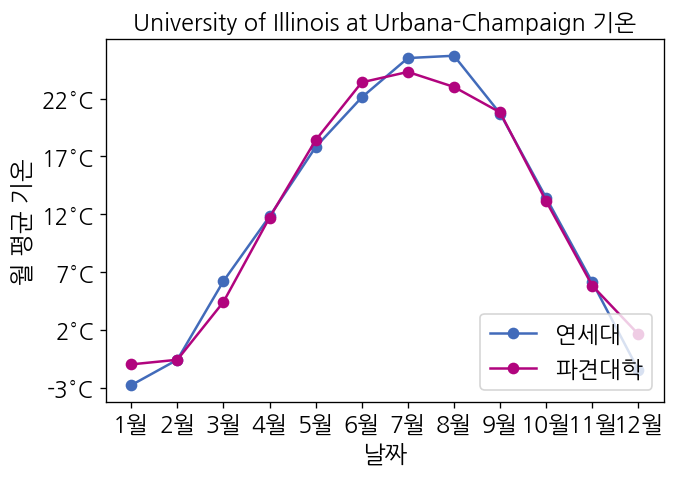 University of Illinois at Urbana-Champaign 기온
월 평균 기온
22°C
17°C
12°C
7°C
2°C
-3°C
연세대
파견대학
1월 2월 3월 4월 5월 6월 7월 8월 9월 10월 11월 12월
날짜